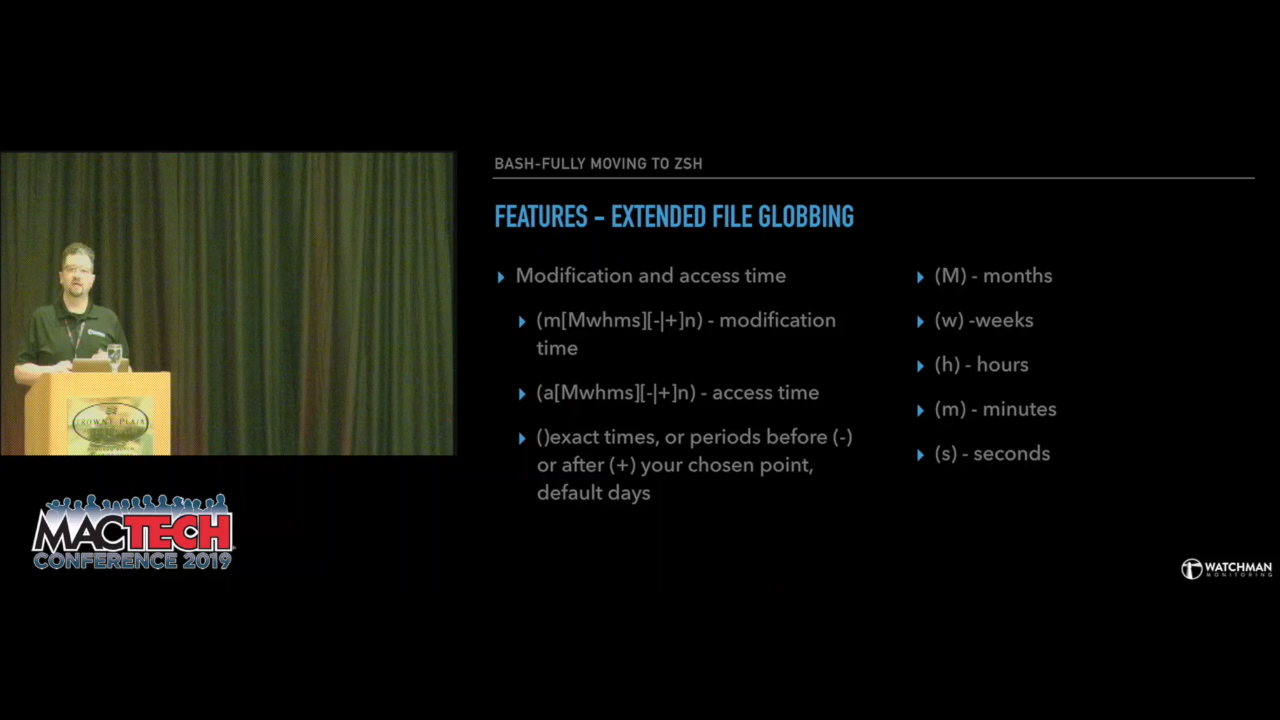 BASH-FULLY MOVING TO ZSH
FEATURES – EXTENDED FILE GLOBBING
Modification and access time
(m[Mwhms][-|+]n) - modification
time
(a[Mwhms][-|+]n) - access time
()exact times, or periods before (-)
or after (+) your chosen point,
default days
(M) - months
(w) -weeks
(h) - hours
(m) - minutes
(s) - seconds
CROWNE PLAZA
MACTECH
CONFERENCE 2019
WATCHMAN
MONITORING